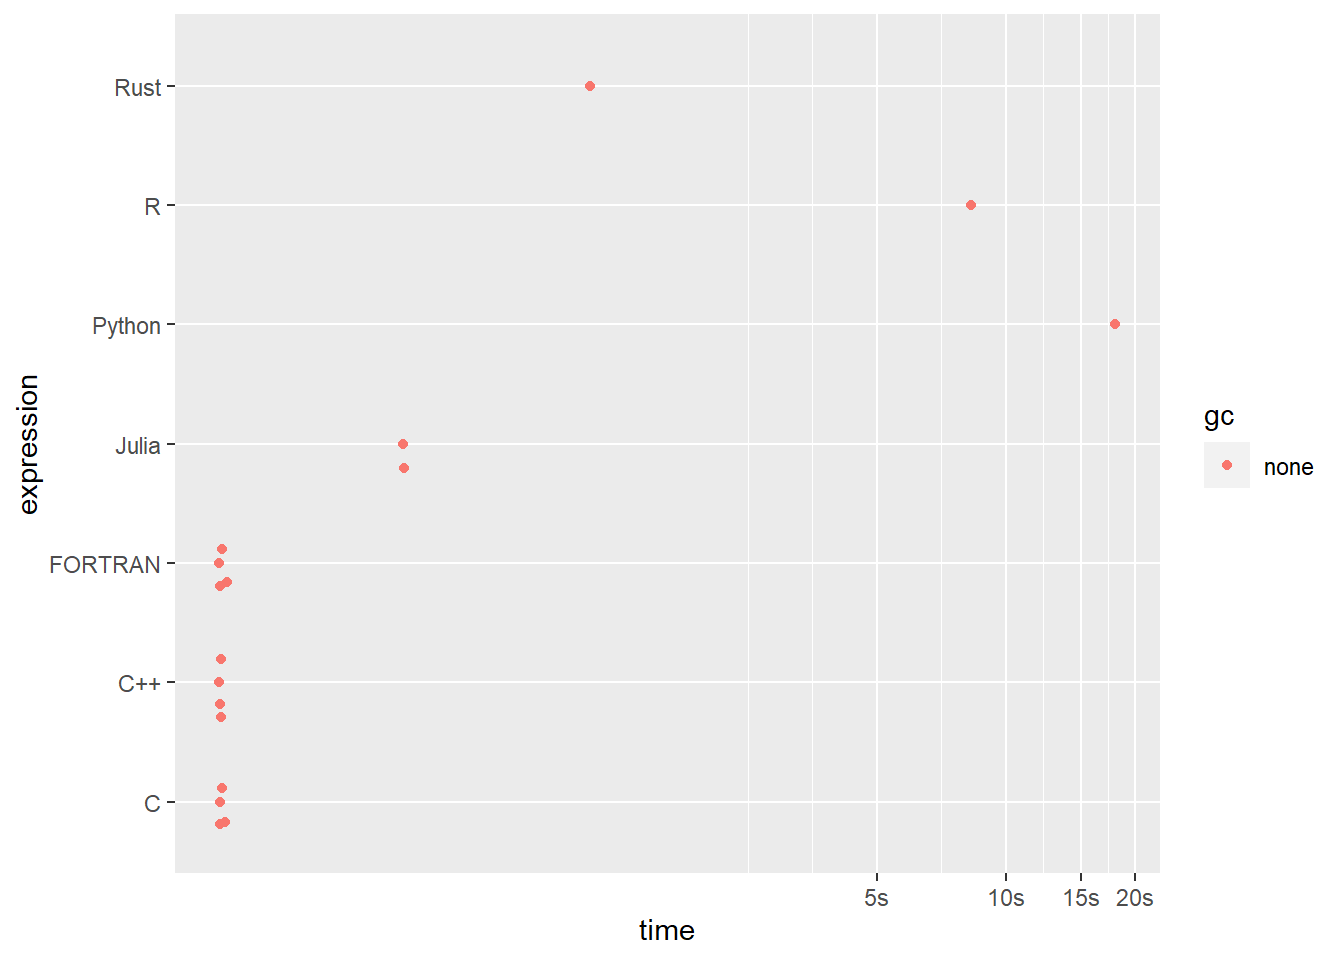 Rust
R
Python
Julia
FORTRAN
C++
C
expression
5s
10s
15s
20s
time
gc
none